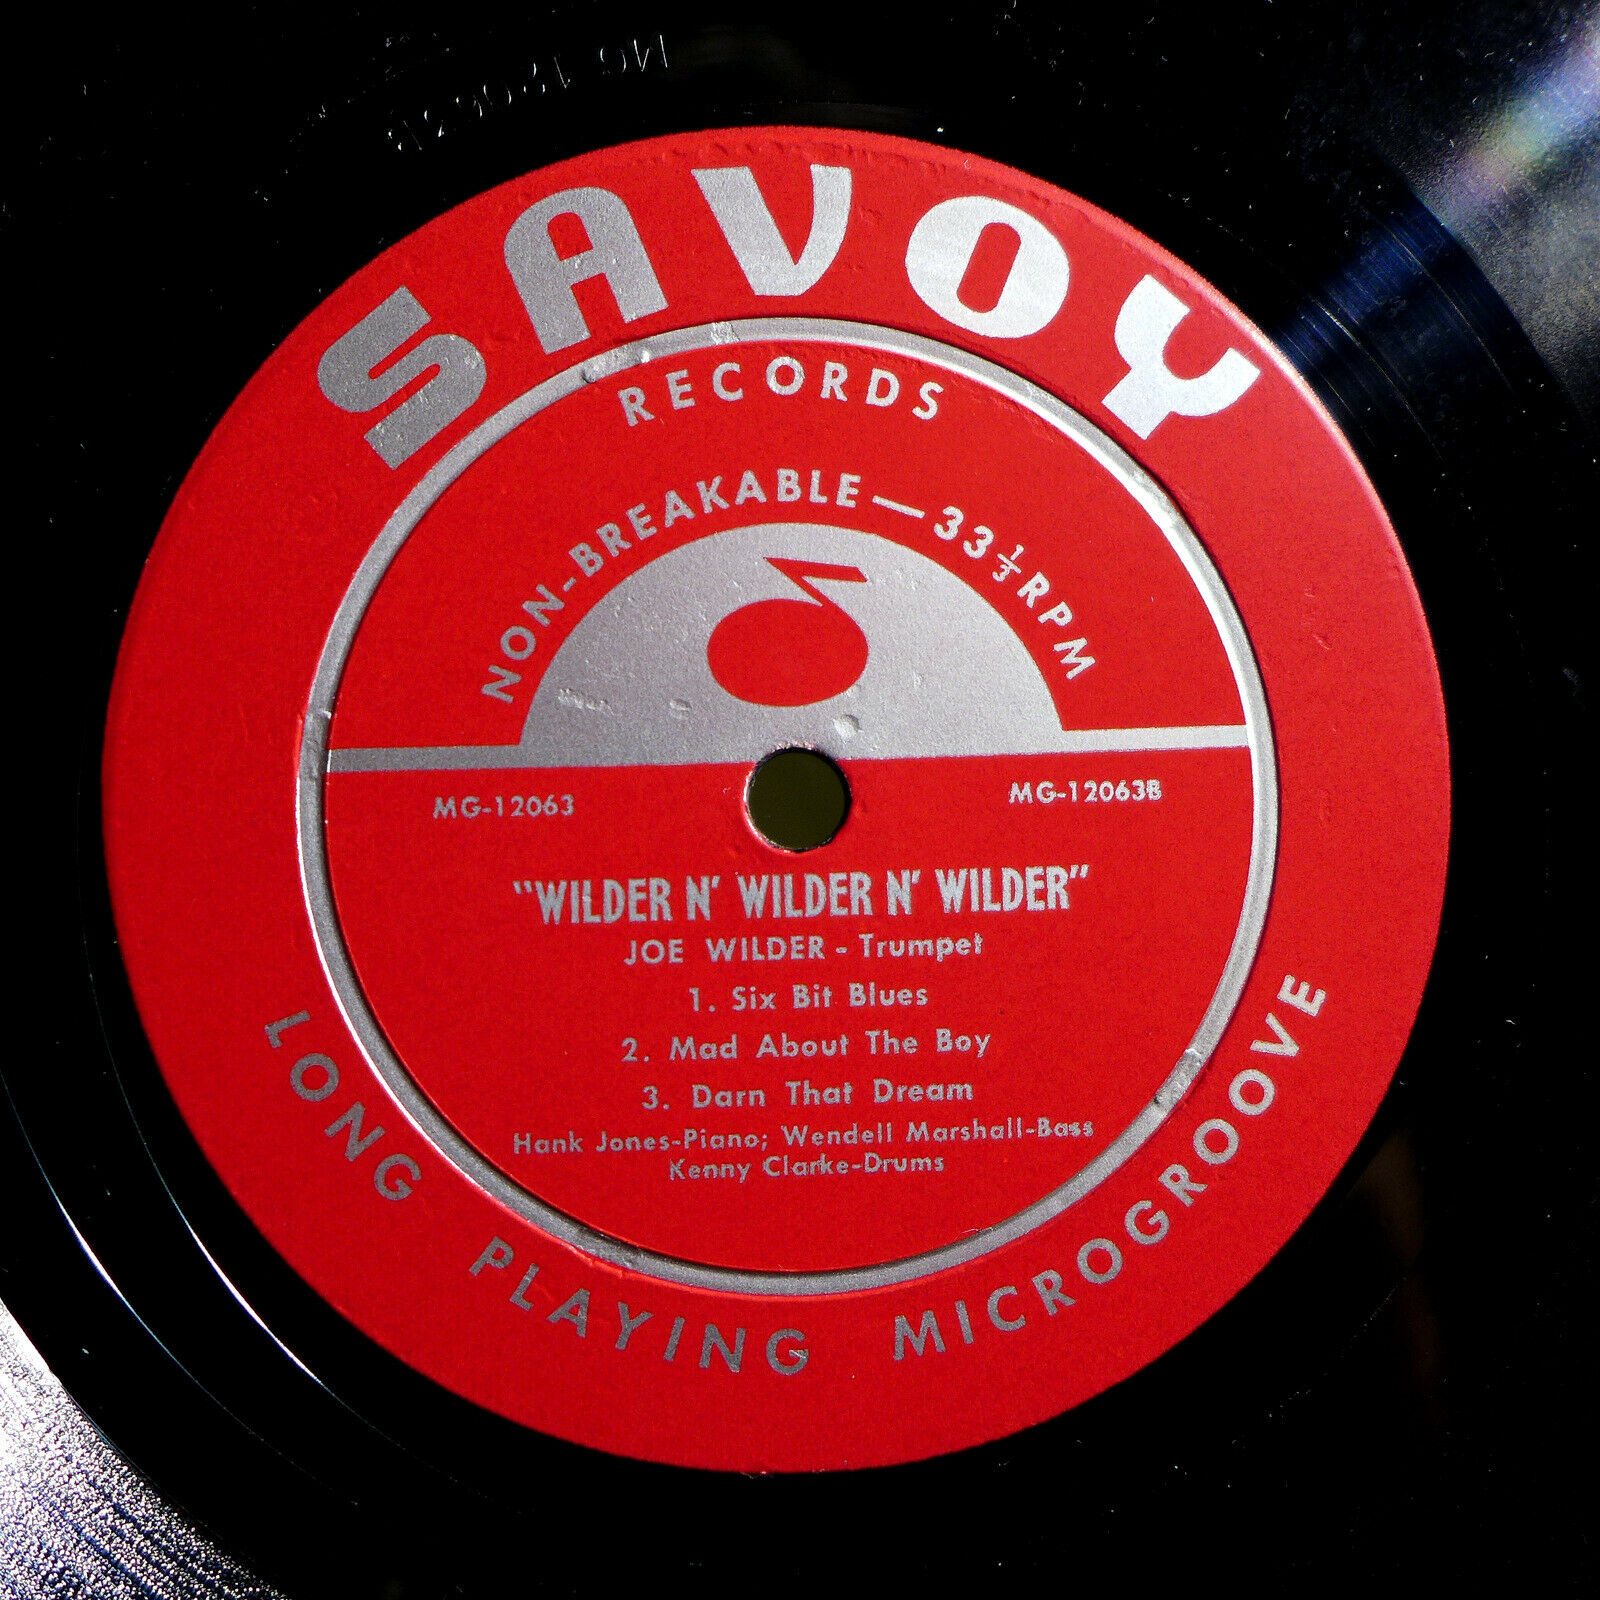 SAVOY
RECORDS
NON-BREAKABLE—33⅓ RPM
MG-12063
MG-12063B
"WILDER N' WILDER N' WILDER"
JOE WILDER - Trumpet
1. Six Bit Blues
2. Mad About The Boy
3. Darn That Dream
Hank Jones-Piano; Wendell Marshall-Bass
Kenny Clarke-Drums
LONG PLAYING MICROGROOVE